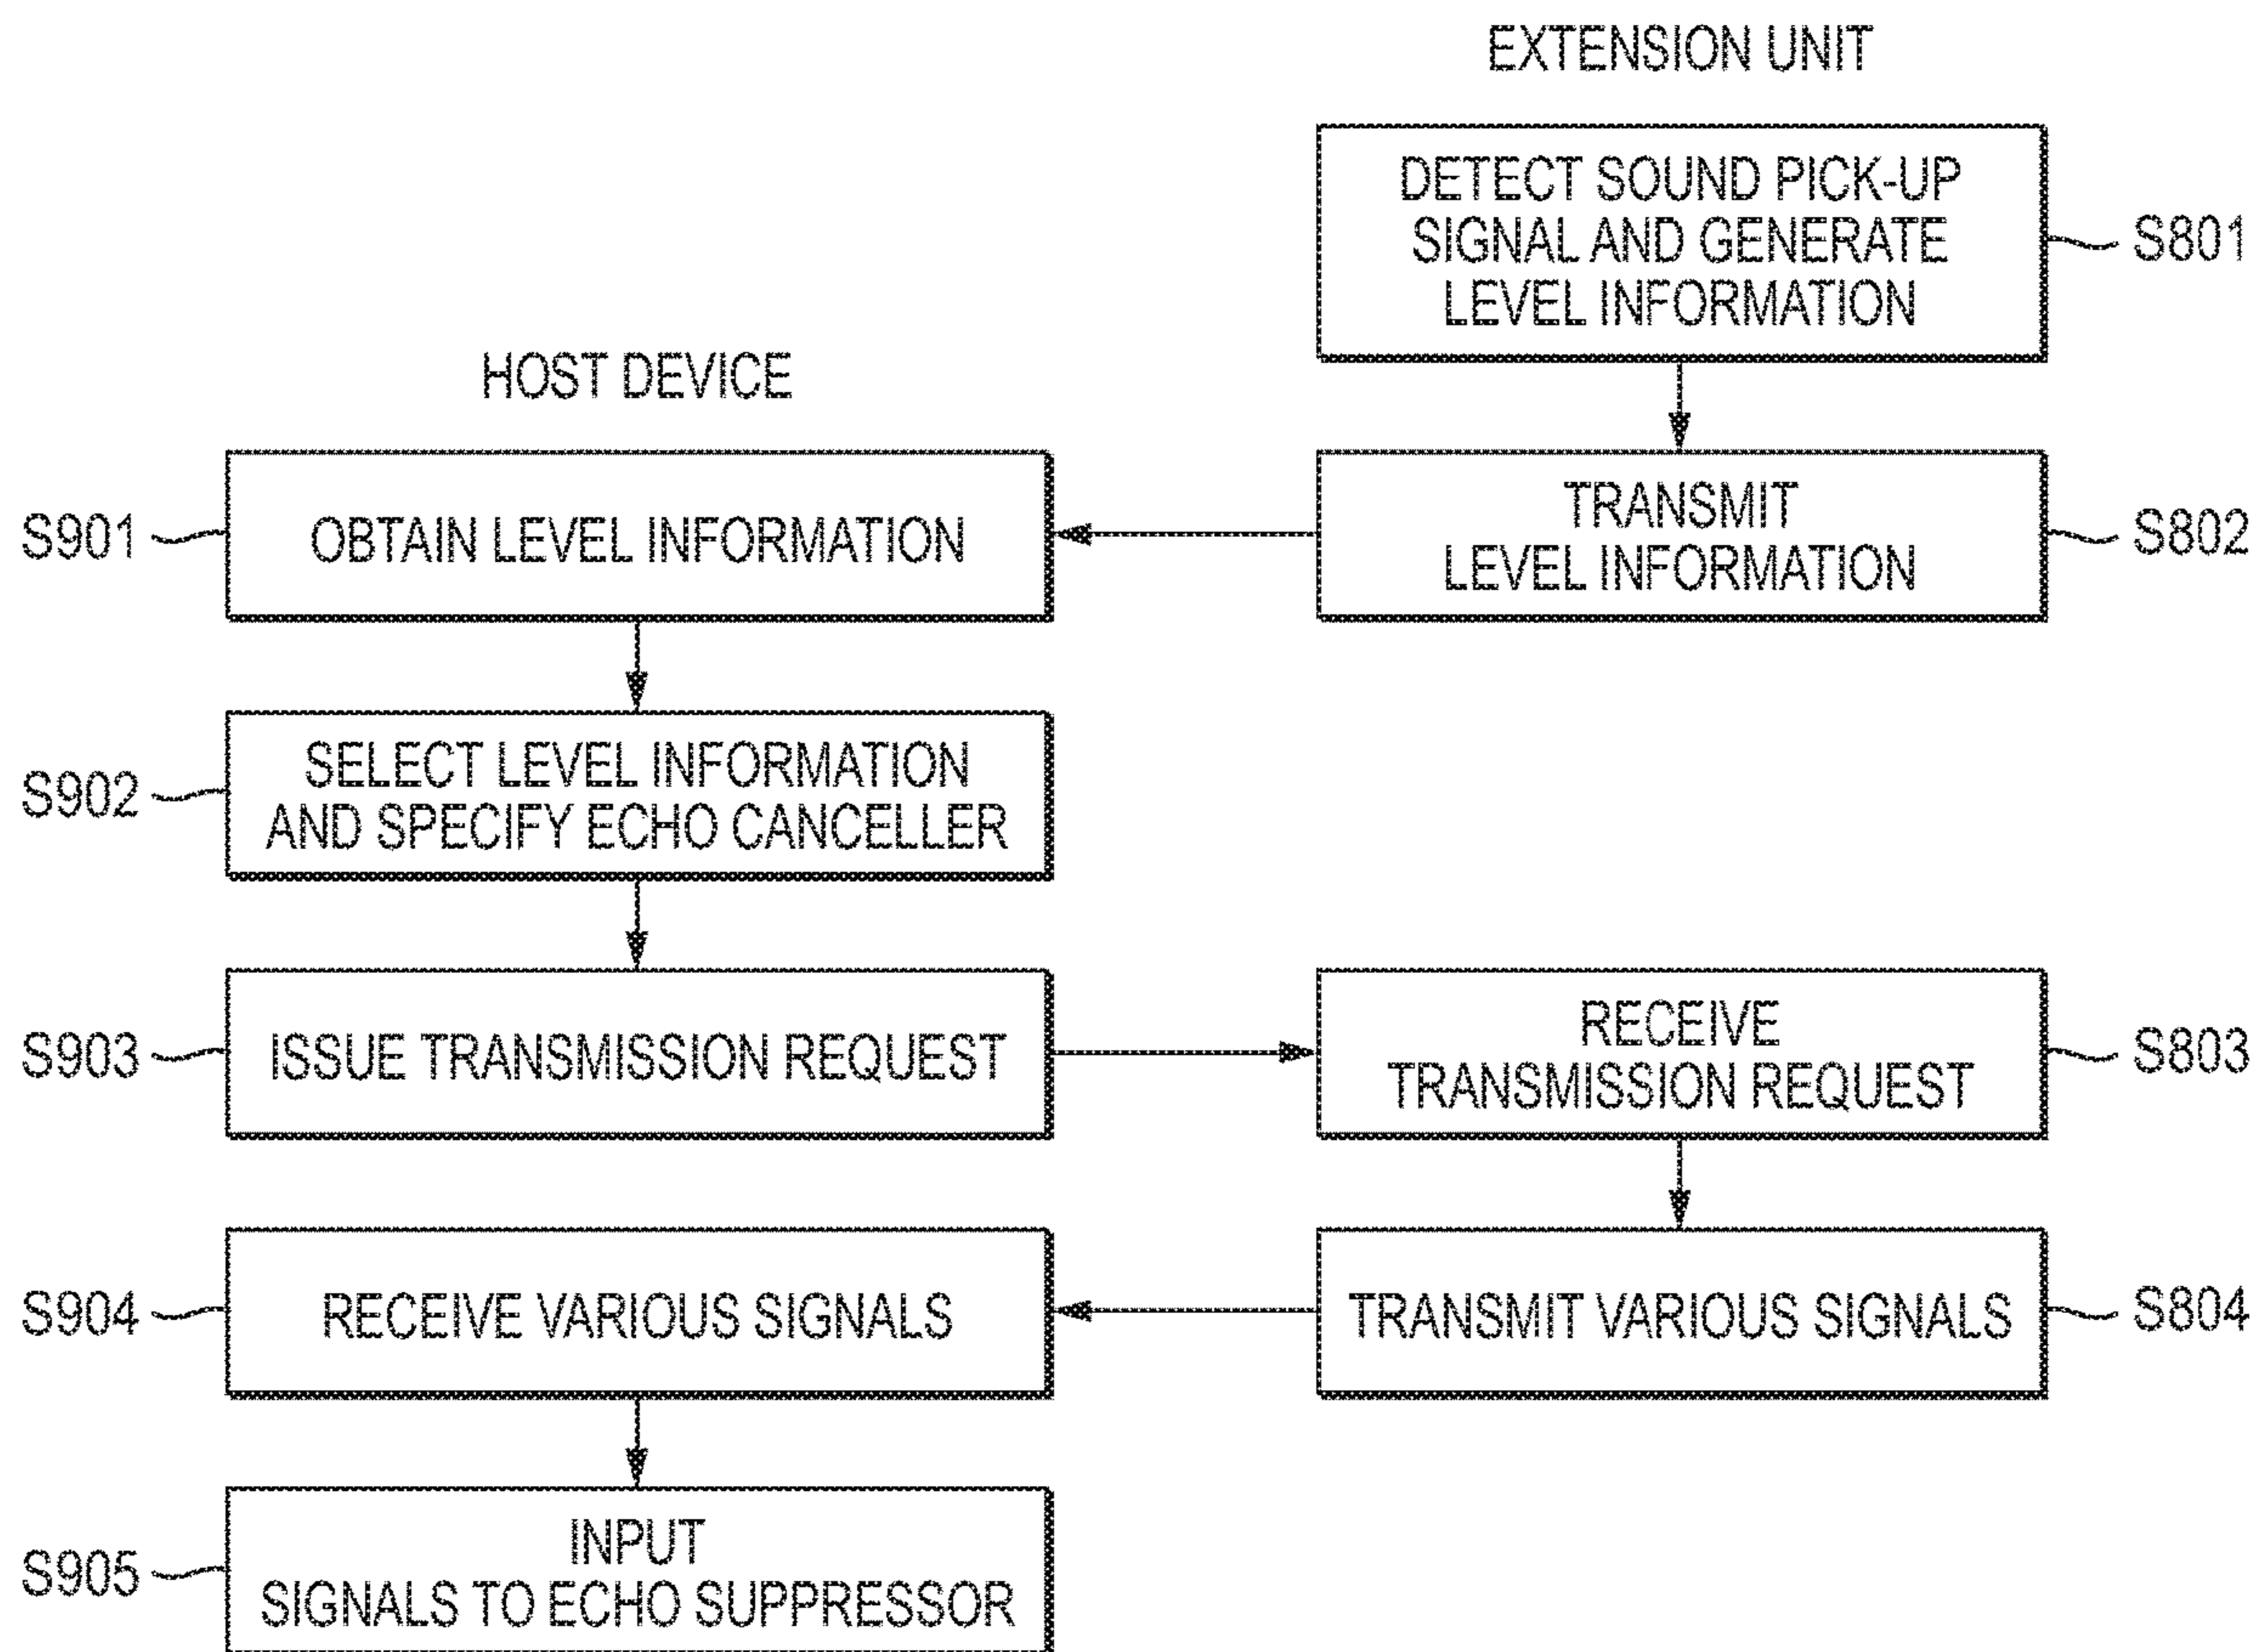 EXTENSION UNIT
DETECT SOUND PICK-UP
SIGNAL AND GENERATE
LEVEL INFORMATION
S801
HOST DEVICE
S901
OBTAIN LEVEL INFORMATION
TRANSMIT
LEVEL INFORMATION
S802
S902
SELECT LEVEL INFORMATION
AND SPECIFY ECHO CANCELLER
S903
ISSUE TRANSMISSION REQUEST
RECEIVE
TRANSMISSION REQUEST
S803
S904
RECEIVE VARIOUS SIGNALS
TRANSMIT VARIOUS SIGNALS
S804
S905
INPUT
SIGNALS TO ECHO SUPPRESSOR